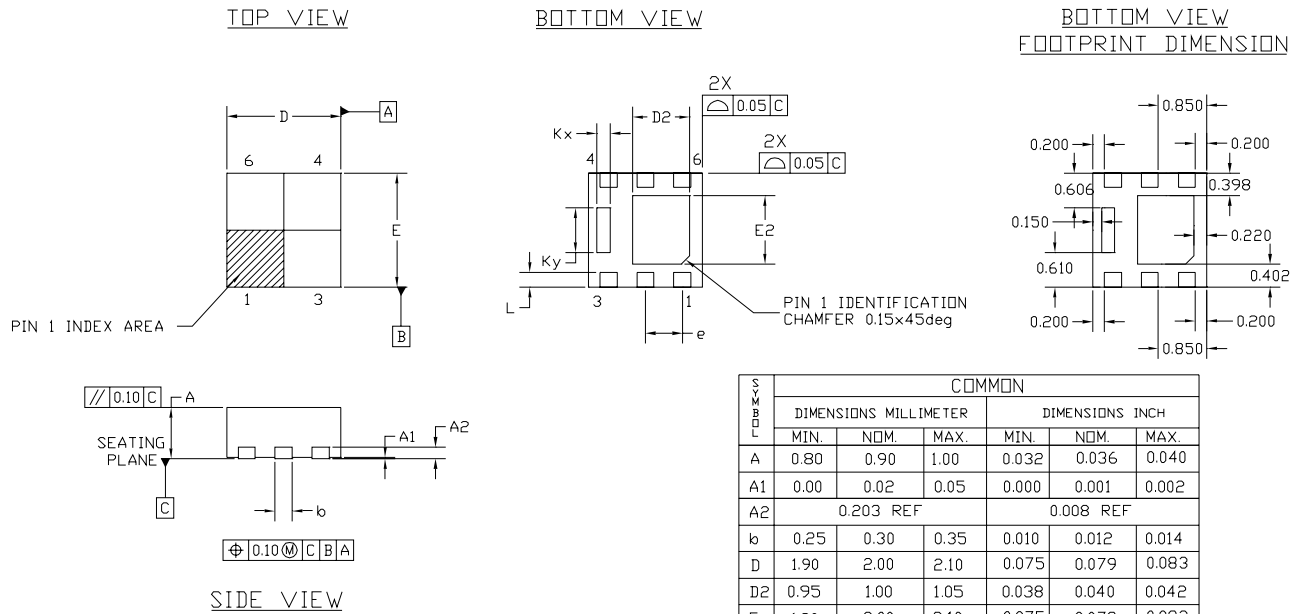 TOP VIEW
D
A
6 4
E
1 3
PIN 1 INDEX AREA
B
BOTTOM VIEW
2X
0.05 C
2X
0.05 C
Kx
D2
4 6
E2
Ky
L
3 1
e
PIN 1 IDENTIFICATION
CHAMFER 0.15x45deg
BOTTOM VIEW
FOOTPRINT DIMENSION
0.850
0.200 0.200
0.606 0.398
0.150
0.220
0.610
0.402
0.200 0.200
0.850
// 0.10 C A
A1 A2
SEATING
PLANE
C
b
⌖ 0.10 Ⓜ C B A
SIDE VIEW
SYMBOL COMMON
DIMENSIONS MILLIMETER DIMENSIONS INCH
MIN. NOM. MAX. MIN. NOM. MAX.
A 0.80 0.90 1.00 0.032 0.036 0.040
A1 0.00 0.02 0.05 0.000 0.001 0.002
A2 0.203 REF 0.008 REF
b 0.25 0.30 0.35 0.010 0.012 0.014
D 1.90 2.00 2.10 0.075 0.079 0.083
D2 0.95 1.00 1.05 0.038 0.040 0.042